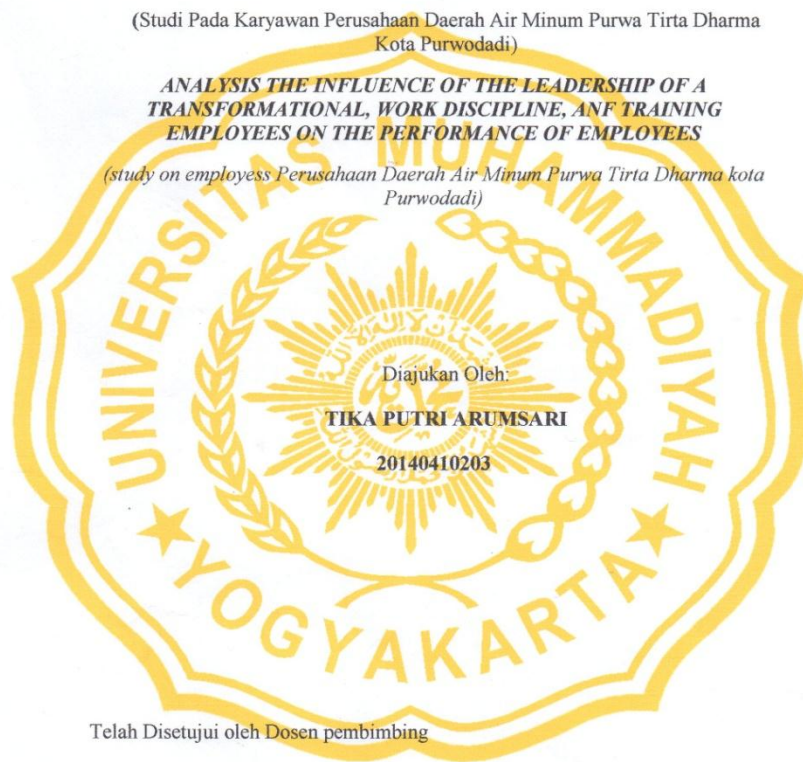 (Studi Pada Karyawan Perusahaan Daerah Air Minum Purwa Tirta Dharma
Kota Purwodadi)
ANALYSIS THE INFLUENCE OF THE LEADERSHIP OF A
TRANSFORMATIONAL, WORK DISCIPLINE, ANF TRAINING
EMPLOYEES ON THE PERFORMANCE OF EMPLOYEES
(study on employess Perusahaan Daerah Air Minum Purwa Tirta Dharma kota
Purwodadi)
UNIVERSITAS MUHAMMADIYAH
Diajukan Oleh:
TIKA PUTRI ARUMSARI
20140410203
YOGYAKARTA
Telah Disetujui oleh Dosen pembimbing